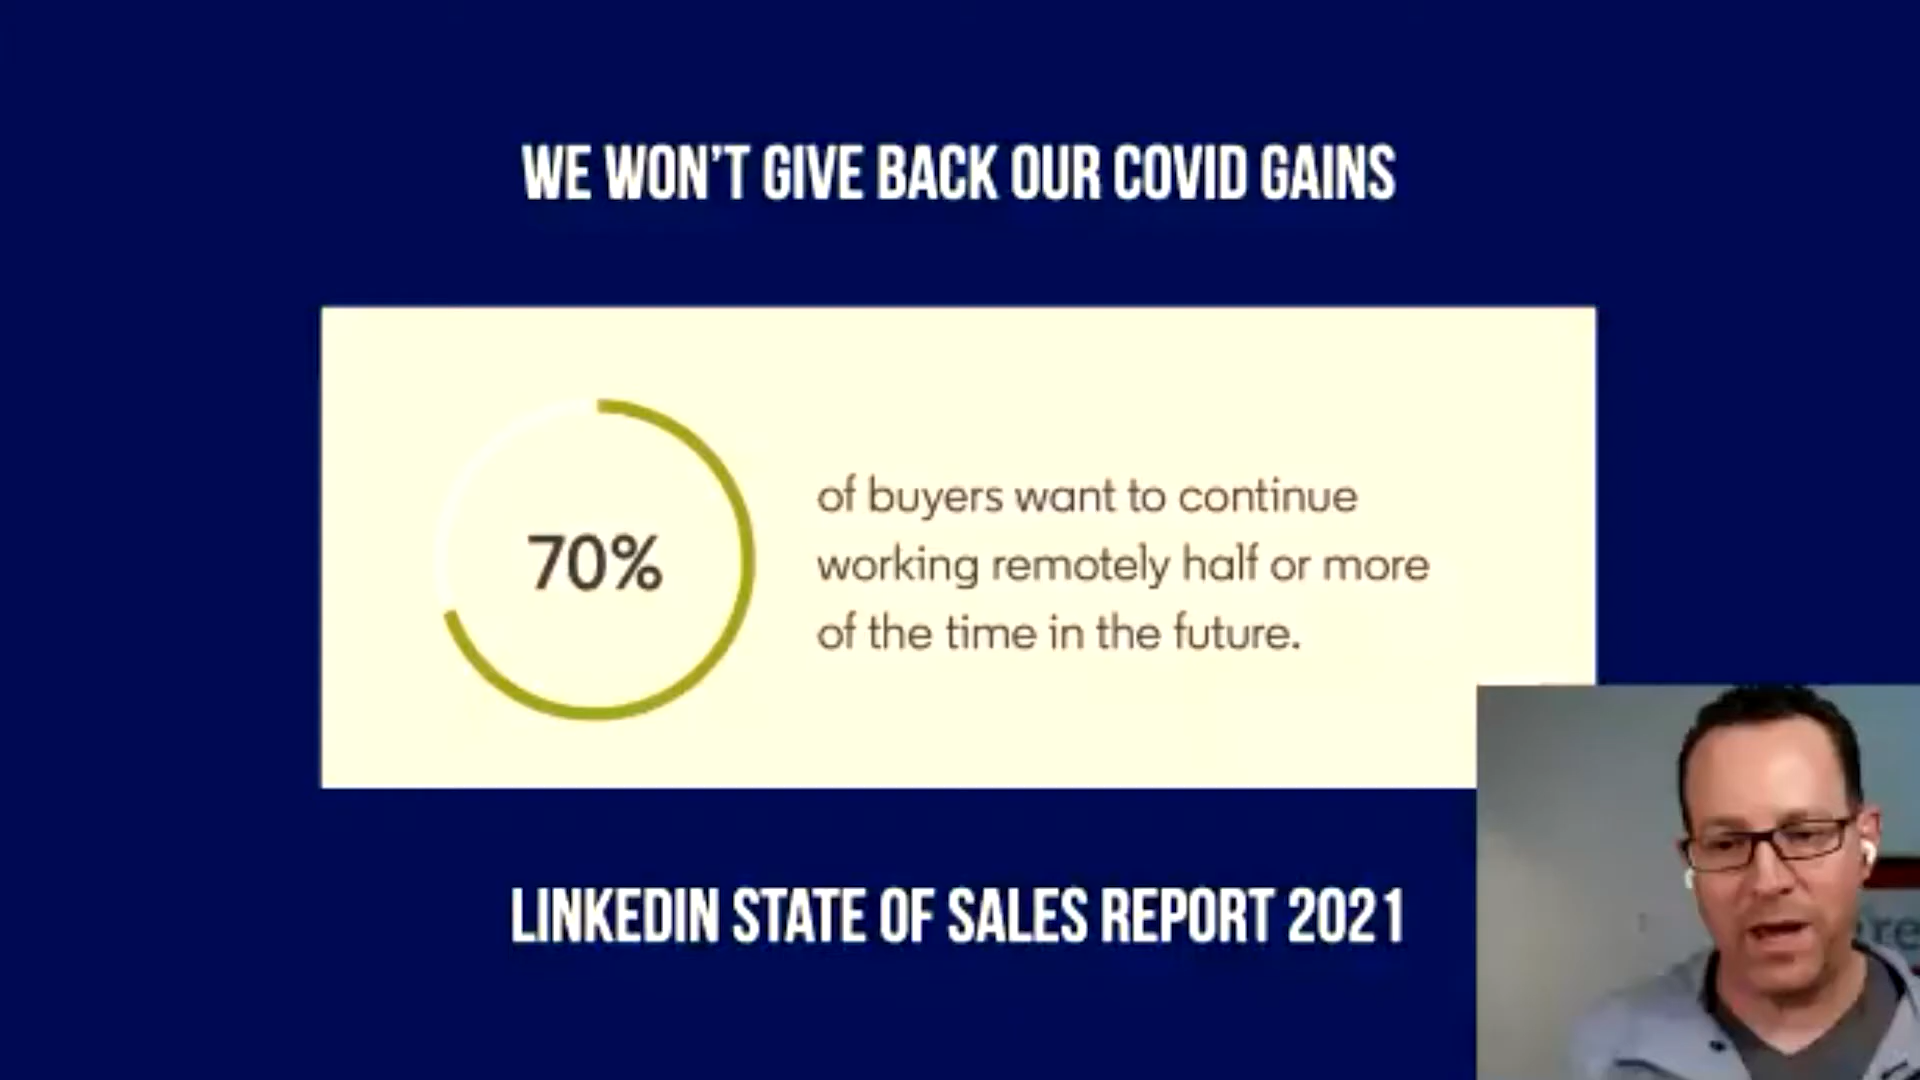 WE WON'T GIVE BACK OUR COVID GAINS
70%
of buyers want to continue
working remotely half or more
of the time in the future.
LINKEDIN STATE OF SALES REPORT 2021